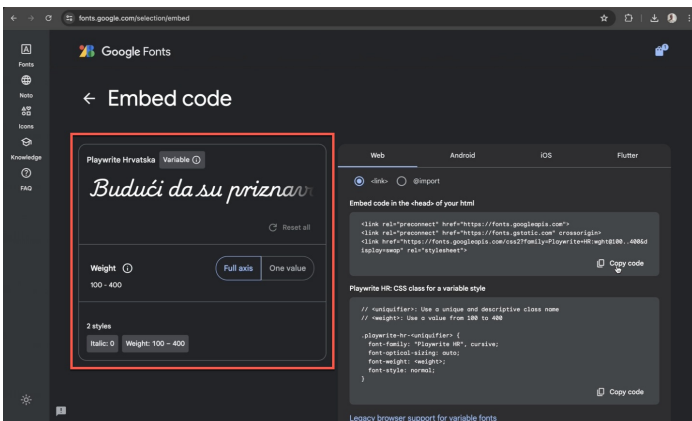 fonts.google.com/selection/embed
Fonts
Noto
Icons
Knowledge
FAQ
Google Fonts
1
← Embed code
Playwrite Hrvatska Variable
Budući da su priznan
Reset all
Weight
Full axis One value
100 - 400
2 styles
Italic: 0 Weight: 100 – 400
Web Android iOS Flutter
<link> @import
Embed code in the <head> of your html
<link rel="preconnect" href="https://fonts.googleapis.com">
<link rel="preconnect" href="https://fonts.gstatic.com" crossorigin>
<link href="https://fonts.googleapis.com/css2?family=Playwrite+HR:wght@100..400&d
isplay=swap" rel="stylesheet">
Copy code
Playwrite HR: CSS class for a variable style
// <uniquifier>: Use a unique and descriptive class name
// <weight>: Use a value from 100 to 400
.playwrite-hr-<uniquifier> {
font-family: "Playwrite HR", cursive;
font-optical-sizing: auto;
font-weight: <weight>;
font-style: normal;
}
Copy code
Legacy browser support for variable fonts